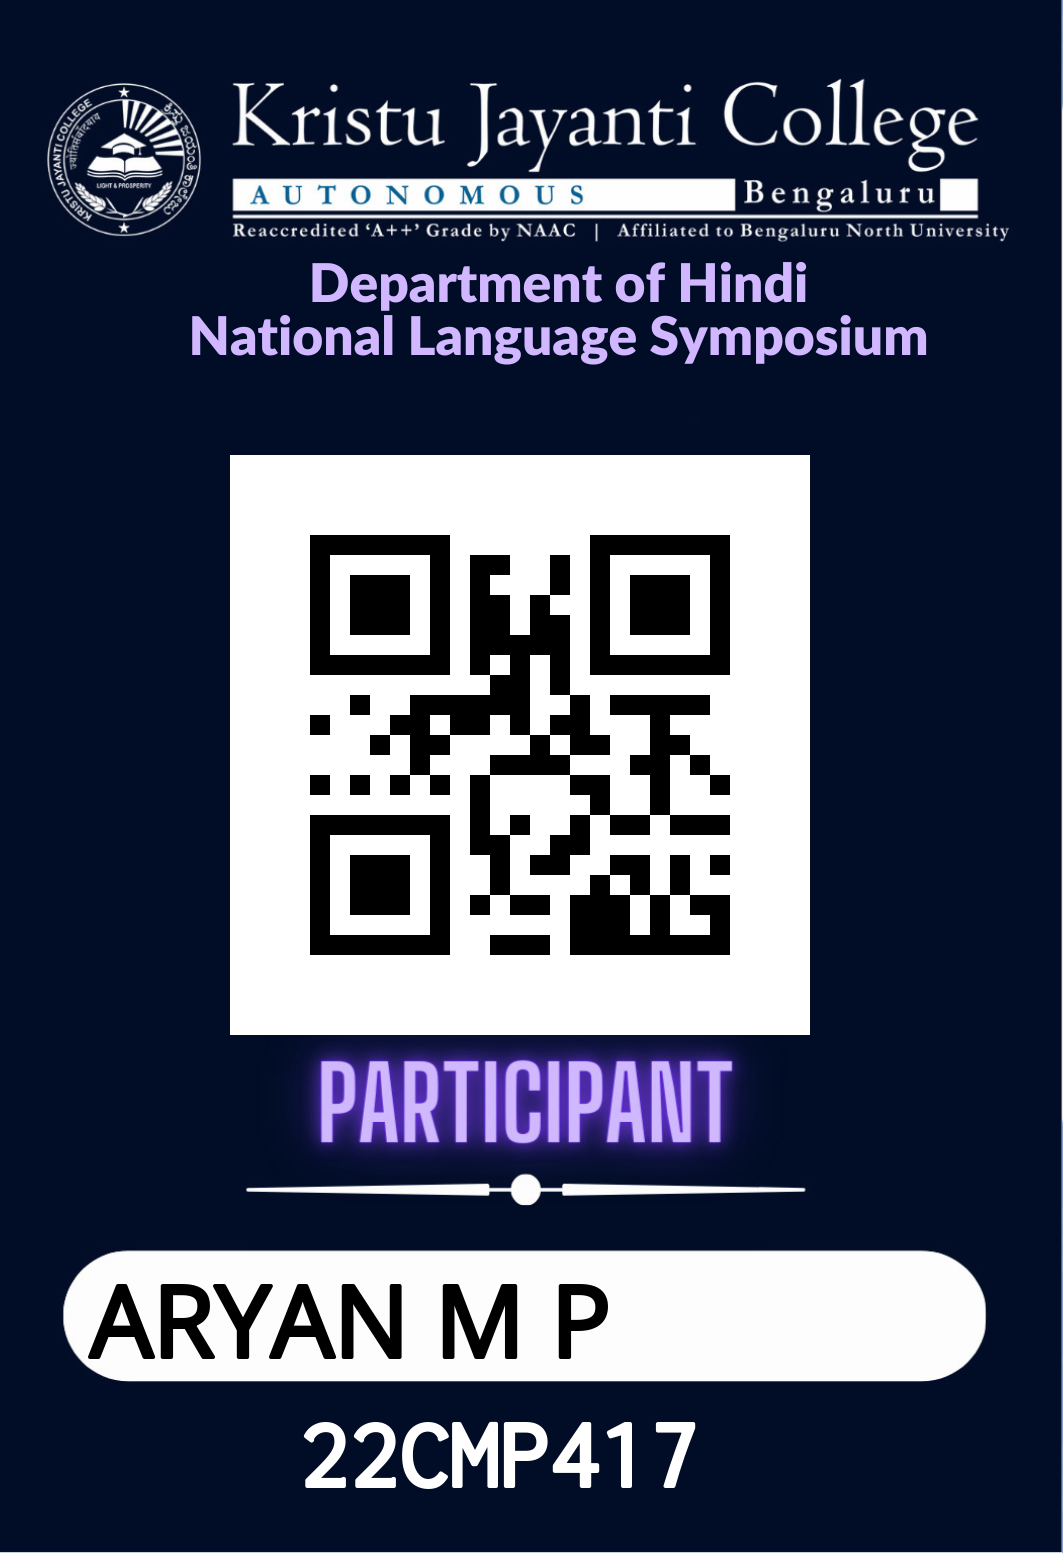 KRISTU JAYANTI COLLEGE
LIGHT & PROSPERITY
Kristu Jayanti College
AUTONOMOUS Bengaluru
Reaccredited ‘A++’ Grade by NAAC | Affiliated to Bengaluru North University
Department of Hindi
National Language Symposium
PARTICIPANT
ARYAN M P
22CMP417